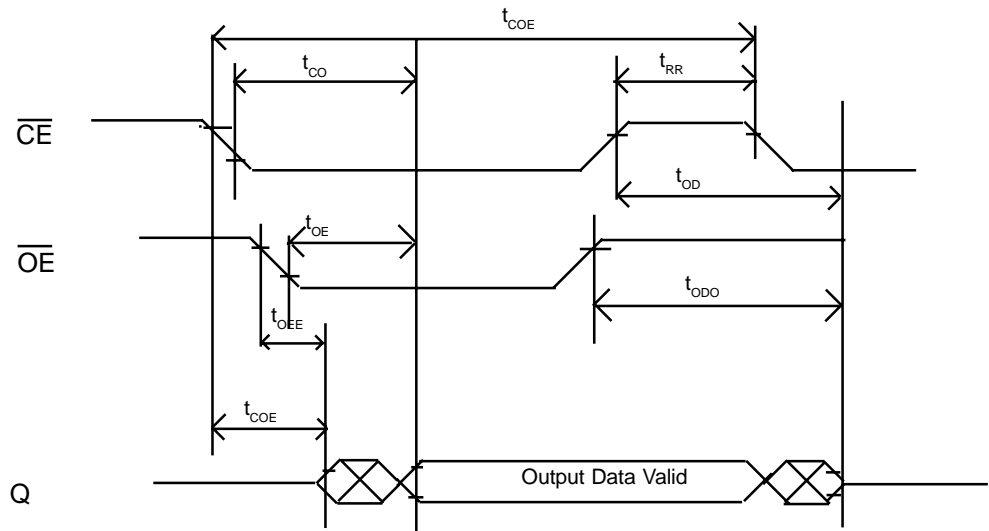 tCOE
tCO
tRR
CE
tOD
tOE
OE
tODO
tOEE
tCOE
Output Data Valid
Q